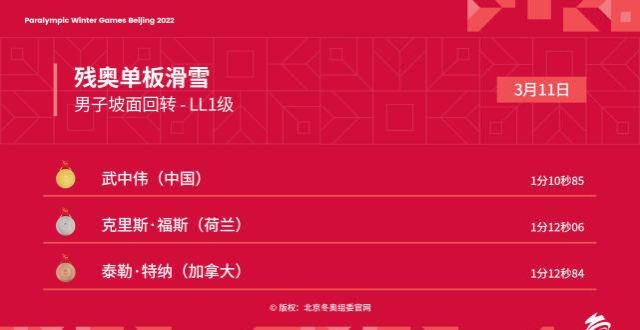 Paralympic Winter Games Beijing 2022
残奥单板滑雪
男子坡面回转 - LL1级
3月11日
武中伟（中国）
1分10秒85
克里斯·福斯（荷兰）
1分12秒06
泰勒·特纳（加拿大）
1分12秒84
© 版权：北京冬奥组委官网